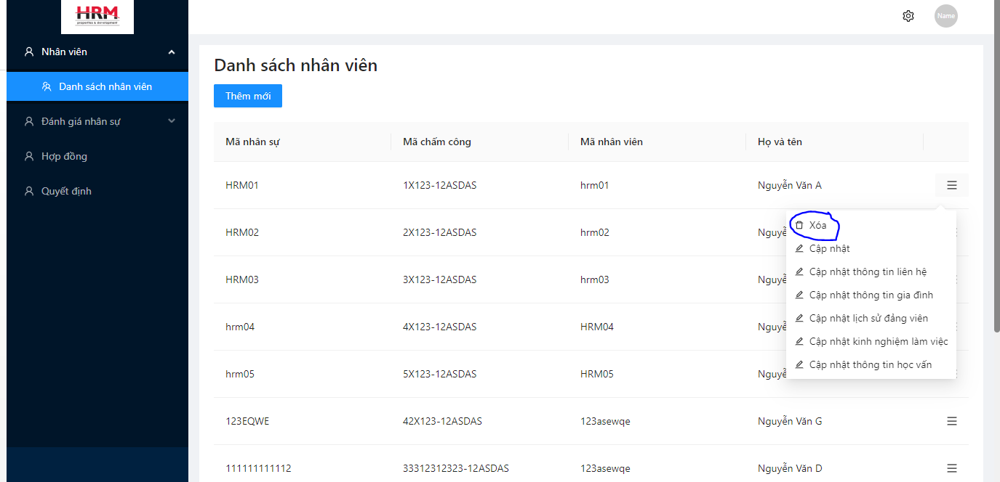 HRM
properties & development
Name
Nhân viên
Danh sách nhân viên
Đánh giá nhân sự
Hợp đồng
Quyết định
Danh sách nhân viên
Thêm mới
Mã nhân sự Mã chấm công Mã nhân viên Họ và tên
HRM01 1X123-12ASDAS hrm01 Nguyễn Văn A
HRM02 2X123-12ASDAS hrm02
HRM03 3X123-12ASDAS hrm03
hrm04 4X123-12ASDAS HRM04
hrm05 5X123-12ASDAS HRM05
123EQWE 42X123-12ASDAS 123asewqe Nguyễn Văn G
111111111112 33312312323-12ASDAS 123asewqe Nguyễn Văn D
Xóa
Cập nhật
Cập nhật thông tin liên hệ
Cập nhật thông tin gia đình
Cập nhật lịch sử đảng viên
Cập nhật kinh nghiệm làm việc
Cập nhật thông tin học vấn